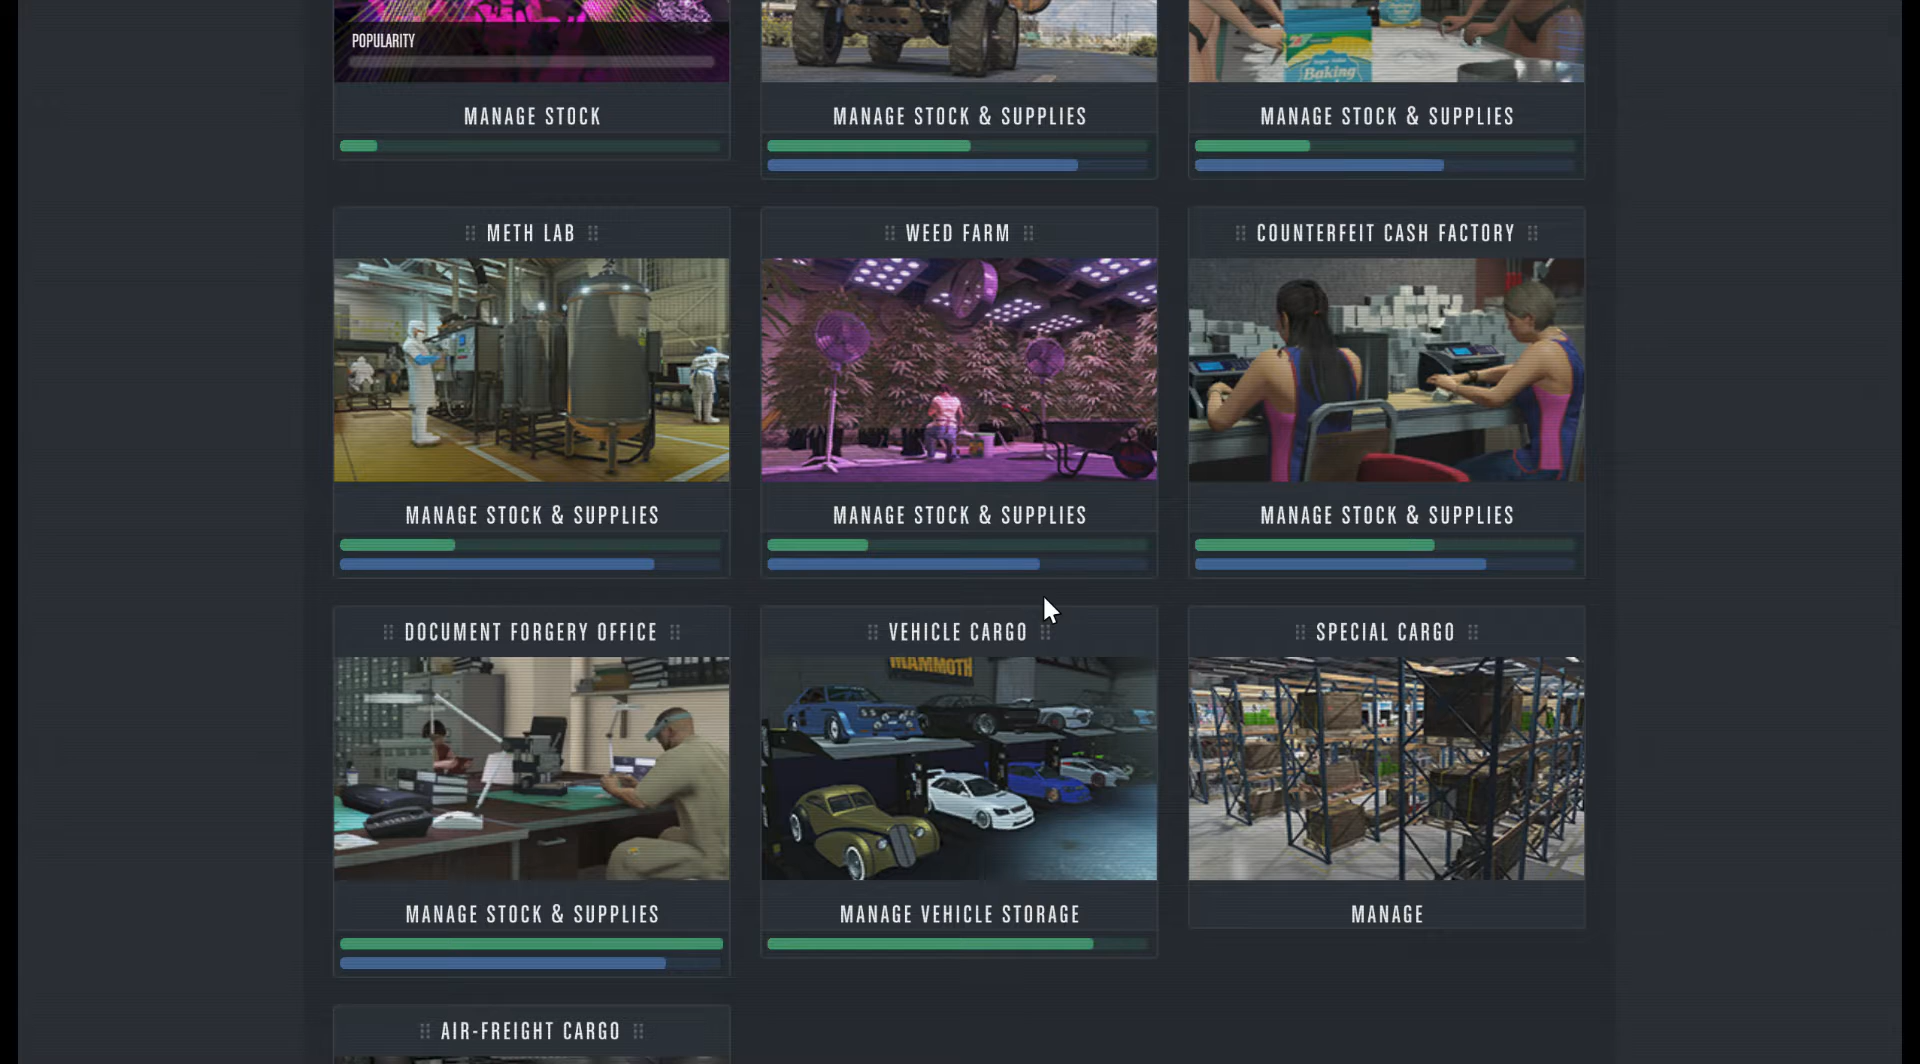 POPULARITY
Baking
MANAGE STOCK
MANAGE STOCK & SUPPLIES
MANAGE STOCK & SUPPLIES
METH LAB
WEED FARM
COUNTERFEIT CASH FACTORY
MANAGE STOCK & SUPPLIES
MANAGE STOCK & SUPPLIES
MANAGE STOCK & SUPPLIES
DOCUMENT FORGERY OFFICE
VEHICLE CARGO
SPECIAL CARGO
MAMMOTH
MANAGE STOCK & SUPPLIES
MANAGE VEHICLE STORAGE
MANAGE
AIR-FREIGHT CARGO